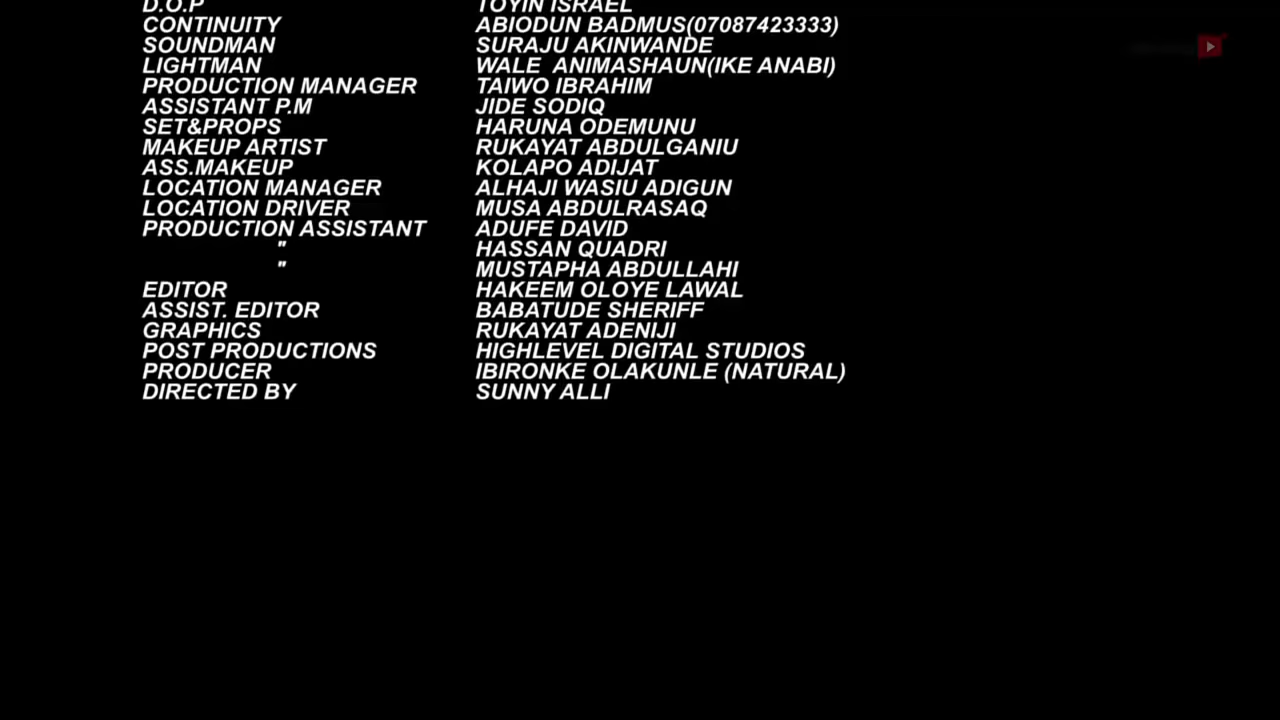 D.O.P TOYIN ISRAEL
CONTINUITY ABIODUN BADMUS(07087423333)
SOUNDMAN SURAJU AKINWANDE
LIGHTMAN WALE ANIMASHAUN(IKE ANABI)
PRODUCTION MANAGER TAIWO IBRAHIM
ASSISTANT P.M JIDE SODIQ
SET&PROPS HARUNA ODEMUNU
MAKEUP ARTIST RUKAYAT ABDULGANIU
ASS.MAKEUP KOLAPO ADIJAT
LOCATION MANAGER ALHAJI WASIU ADIGUN
LOCATION DRIVER MUSA ABDULRASAQ
PRODUCTION ASSISTANT ADUFE DAVID
" HASSAN QUADRI
" MUSTAPHA ABDULLAHI
EDITOR HAKEEM OLOYE LAWAL
ASSIST. EDITOR BABATUDE SHERIFF
GRAPHICS RUKAYAT ADENIJI
POST PRODUCTIONS HIGHLEVEL DIGITAL STUDIOS
PRODUCER IBIRONKE OLAKUNLE (NATURAL)
DIRECTED BY SUNNY ALLI